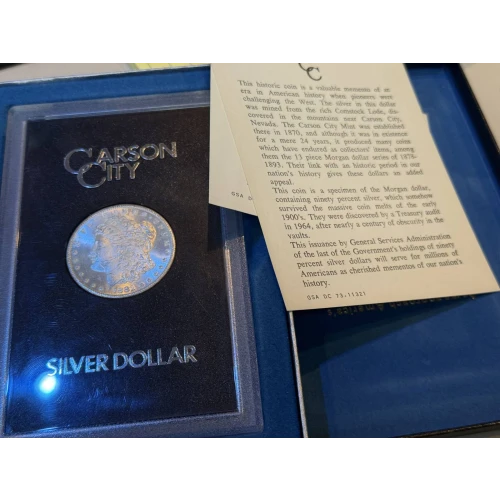 CARSON
CITY
SILVER DOLLAR
CC
This historic coin is a valuable memento of an
era in American history when pioneers were
challenging the West. The silver in this dollar
was mined from the rich Comstock Lode, dis-
covered in the mountains near Carson City,
Nevada. The Carson City Mint was established
there in 1870, and although it was in existence
for a mere 24 years, it produced many coins
which have endured as collectors' items, among
them the 13 piece Morgan dollar series of 1878-
1893. Their link with an historic period in our
nation's history gives these dollars an added
appeal.
This coin is a specimen of the Morgan dollar,
containing ninety percent silver, which somehow
survived the massive coin melts of the early
1900's. They were discovered by a Treasury audit
in 1964, after nearly a century of obscurity in the
vaults.
This issuance by General Services Administration
of the last of the Government's holdings of ninety
percent silver dollars will serve for millions of
Americans as cherished mementos of our nation's
history.
GSA DC 73-11321
GSA D